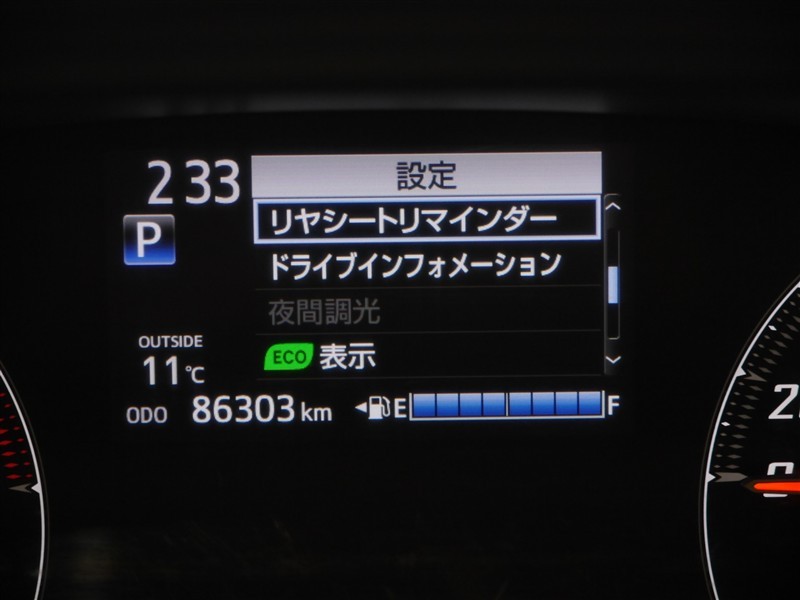 2 33
設定
P
リヤシートリマインダー
ドライブインフォメーション
夜間調光
ECO 表示
OUTSIDE
11℃
ODO 86303 km
E F
0